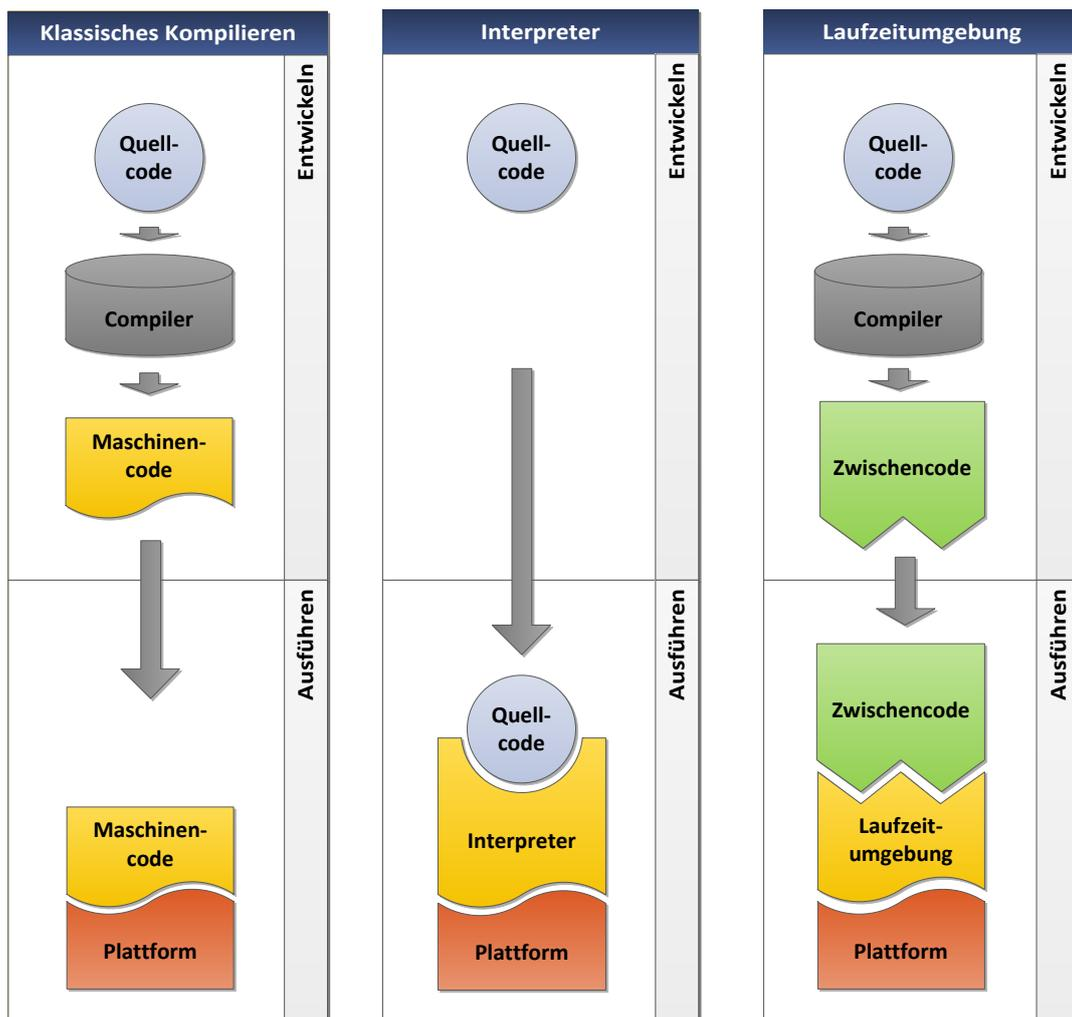 Klassisches Kompilieren
Entwickeln
Quell-
code
Compiler
Maschinen-
code
Ausführen
Maschinen-
code
Plattform
Interpreter
Entwickeln
Quell-
code
Ausführen
Quell-
code
Interpreter
Plattform
Laufzeitumgebung
Entwickeln
Quell-
code
Compiler
Zwischencode
Ausführen
Zwischencode
Laufzeit-
umgebung
Plattform